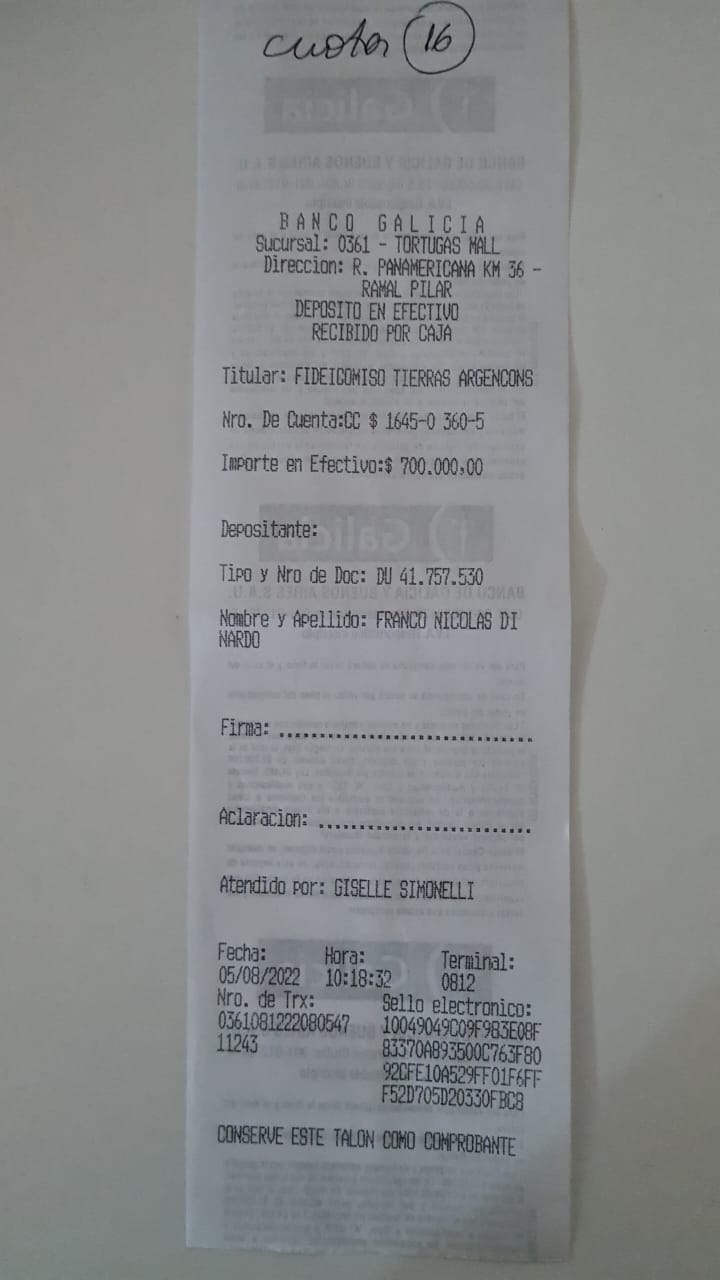 cuota 16
BANCO GALICIA
Sucursal: 0361 - TORTUGAS MALL
Direccion: R. PANAMERICANA KM 36 -
RAMAL PILAR
DEPOSITO EN EFECTIVO
RECIBIDO POR CAJA
Titular: FIDEICOMISO TIERRAS ARGENCONS
Nro. De Cuenta:CC $ 1645-0 360-5
Importe en Efectivo:$ 700.000,00
Depositante:
Tipo y Nro de Doc: DU 41.757.530
Nombre y Apellido: FRANCO NICOLAS DI
NARDO
Firma: ................................
Aclaracion: ...........................
Atendido por: GISELLE SIMONELLI
Fecha: Hora: Terminal:
05/08/2022 10:18:32 0812
Nro. de Trx: Sello electronico:
0361081222080547 10049049C09F983E08F
11243 83370A893500C763F80
92CFE10A529FF01F6FF
F52D705D20330FBC8
CONSERVE ESTE TALON COMO COMPROBANTE